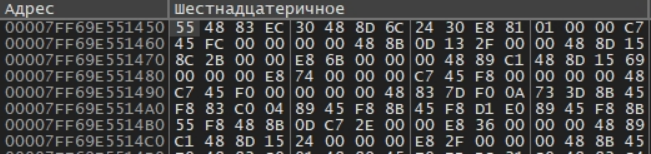 Адрес Шестнадцатеричное
00007FF69E551450 55 48 83 EC 30 48 8D 6C 24 30 E8 81 01 00 00 C7
00007FF69E551460 45 FC 00 00 00 00 48 8B 0D 13 2F 00 00 48 8D 15
00007FF69E551470 8C 2B 00 00 E8 6B 00 00 00 48 89 C1 48 8D 15 69
00007FF69E551480 00 00 00 E8 74 00 00 00 C7 45 F8 00 00 00 00 48
00007FF69E551490 C7 45 F0 00 00 00 00 48 83 7D F0 0A 73 3D 8B 45
00007FF69E5514A0 F8 83 C0 04 89 45 F8 8B 45 F8 D1 E0 89 45 F8 8B
00007FF69E5514B0 55 F8 48 8B 0D C7 2E 00 00 E8 36 00 00 00 48 89
00007FF69E5514C0 C1 48 8D 15 24 00 00 00 E8 2F 00 00 00 48 8B 45